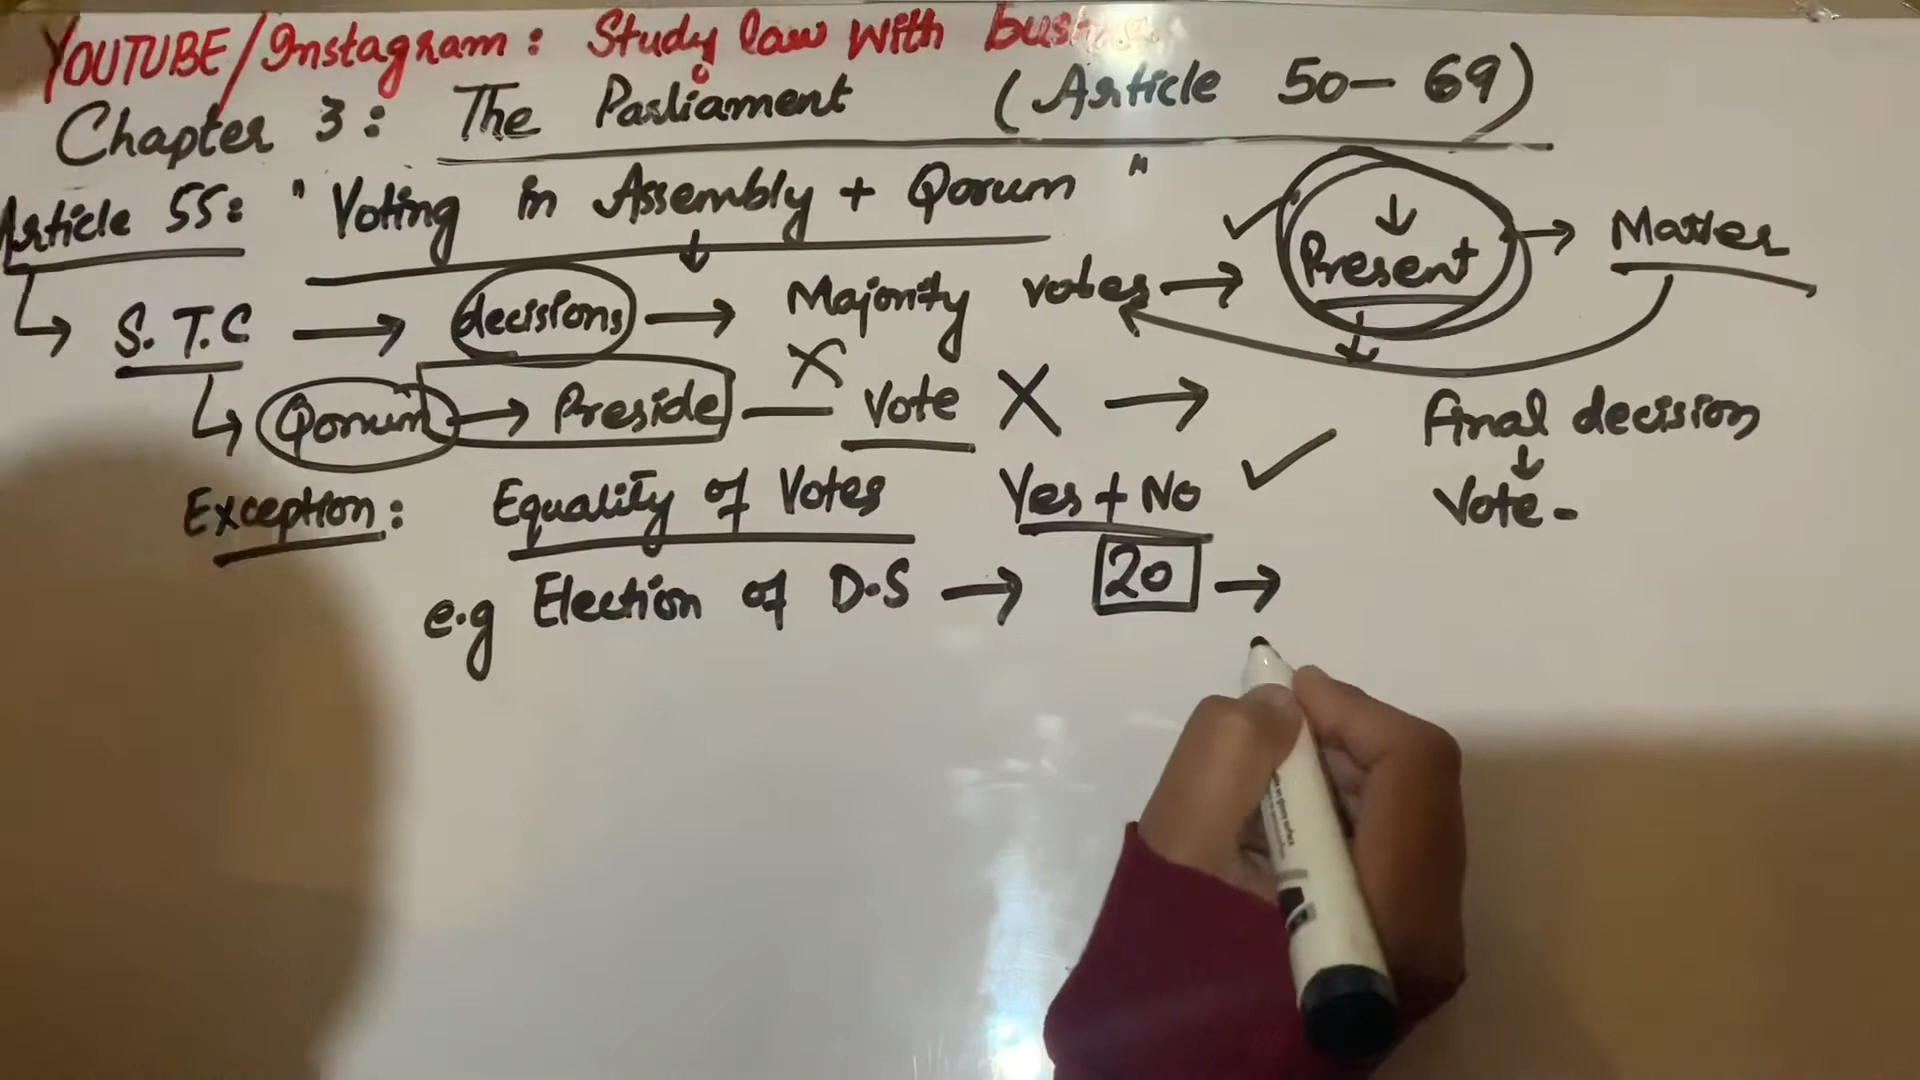 YOUTUBE/Instagram: Study law with
Chapter 3: The Parliament (Article 50-69)
Article 55: "Voting in Assembly + Qorum"
S.T.C → decisions → Majority votes → Present → Matter
Qorum → Preside — X Vote X → Final decision
Vote -
Exception: Equality of Votes Yes + No ✓
e.g Election of D.S → 20 →